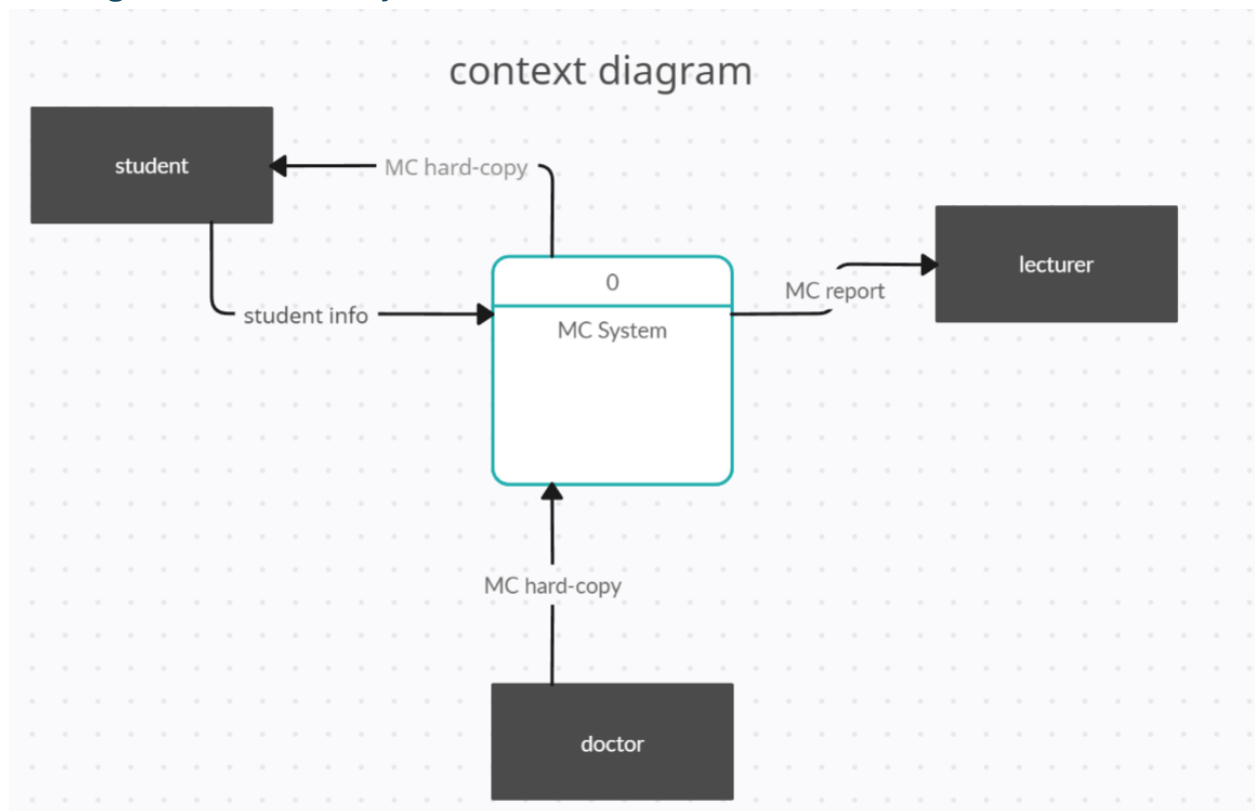 context diagram
student
MC hard-copy
lecturer
0
MC report
student info
MC System
MC hard-copy
doctor